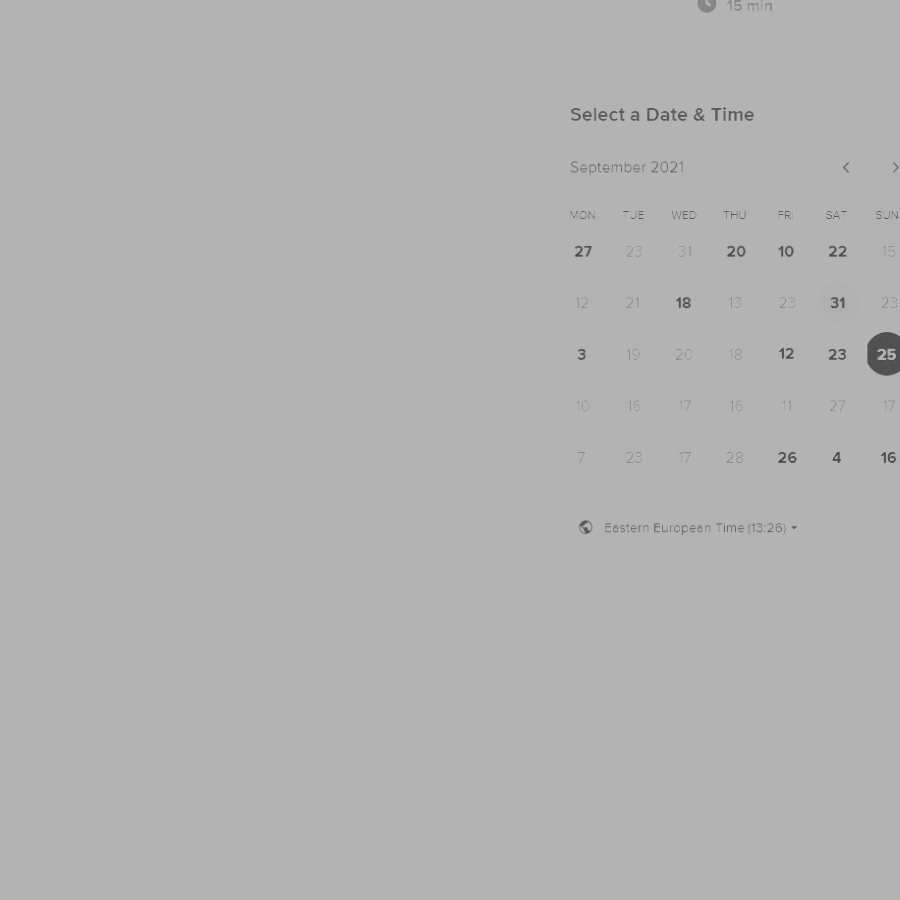 15 min
Select a Date & Time
September 2021
MON TUE WED THU FRI SAT SUN
27 23 31 20 10 22 15
12 21 18 13 23 31 23
3 19 20 18 12 23 25
10 16 17 16 11 27 17
7 23 17 28 26 4 16
Eastern European Time (13:26)